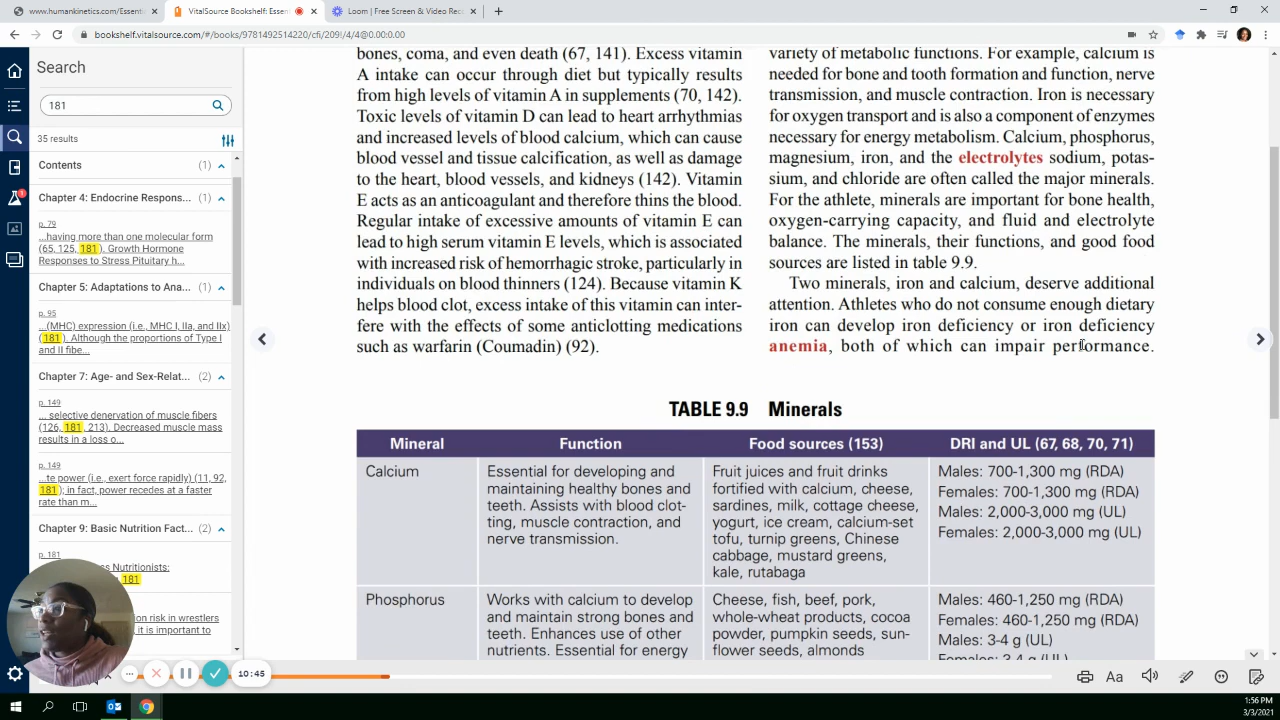 www.humankinetics.com/Essenti
VitalSource Bookshelf: Essen
Loom | Free Screen & Video Rec
bookshelf.vitalsource.com/#/books/9781492514220/cfi/209!/4/4@0.00:0.00
Search
181
35 results
Contents (1)
Chapter 4: Endocrine Respons... (1)
p. 79
...having more than one molecular form
(65, 125, 181). Growth Hormone
Responses to Stress Pituitary h...
Chapter 5: Adaptations to Ana... (1)
p. 95
...(MHC) expression (i.e., MHC I, IIa, and IIx)
(181). Although the proportions of Type I
and II fibe...
Chapter 7: Age- and Sex-Relat... (2)
p. 149
... selective denervation of muscle fibers
(126, 181, 213). Decreased muscle mass
results in a loss o...
p. 149
...te power (i.e., exert force rapidly) (11, 92,
181); in fact, power recedes at a faster
rate than m...
Chapter 9: Basic Nutrition Fact... (2)
p. 181
ss Nutritionists:
181
on risk in wrestlers
it is important to
bones, coma, and even death (67, 141). Excess vitamin
A intake can occur through diet but typically results
from high levels of vitamin A in supplements (70, 142).
Toxic levels of vitamin D can lead to heart arrhythmias
and increased levels of blood calcium, which can cause
blood vessel and tissue calcification, as well as damage
to the heart, blood vessels, and kidneys (142). Vitamin
E acts as an anticoagulant and therefore thins the blood.
Regular intake of excessive amounts of vitamin E can
lead to high serum vitamin E levels, which is associated
with increased risk of hemorrhagic stroke, particularly in
individuals on blood thinners (124). Because vitamin K
helps blood clot, excess intake of this vitamin can inter-
fere with the effects of some anticlotting medications
such as warfarin (Coumadin) (92).
variety of metabolic functions. For example, calcium is
needed for bone and tooth formation and function, nerve
transmission, and muscle contraction. Iron is necessary
for oxygen transport and is also a component of enzymes
necessary for energy metabolism. Calcium, phosphorus,
magnesium, iron, and the electrolytes sodium, potas-
sium, and chloride are often called the major minerals.
For the athlete, minerals are important for bone health,
oxygen-carrying capacity, and fluid and electrolyte
balance. The minerals, their functions, and good food
sources are listed in table 9.9.
Two minerals, iron and calcium, deserve additional
attention. Athletes who do not consume enough dietary
iron can develop iron deficiency or iron deficiency
anemia, both of which can impair performance.
TABLE 9.9 Minerals
Mineral Function Food sources (153) DRI and UL (67, 68, 70, 71)
Calcium
Essential for developing and
maintaining healthy bones and
teeth. Assists with blood clot-
ting, muscle contraction, and
nerve transmission.
Fruit juices and fruit drinks
fortified with calcium, cheese,
sardines, milk, cottage cheese,
yogurt, ice cream, calcium-set
tofu, turnip greens, Chinese
cabbage, mustard greens,
kale, rutabaga
Males: 700-1,300 mg (RDA)
Females: 700-1,300 mg (RDA)
Males: 2,000-3,000 mg (UL)
Females: 2,000-3,000 mg (UL)
Phosphorus
Works with calcium to develop
and maintain strong bones and
teeth. Enhances use of other
nutrients. Essential for energy
Cheese, fish, beef, pork,
whole-wheat products, cocoa
powder, pumpkin seeds, sun-
flower seeds, almonds
Males: 460-1,250 mg (RDA)
Females: 460-1,250 mg (RDA)
Males: 3-4 g (UL)
Females: 3-4 g (UL)
10:45
Aa
1:56 PM
3/3/2021